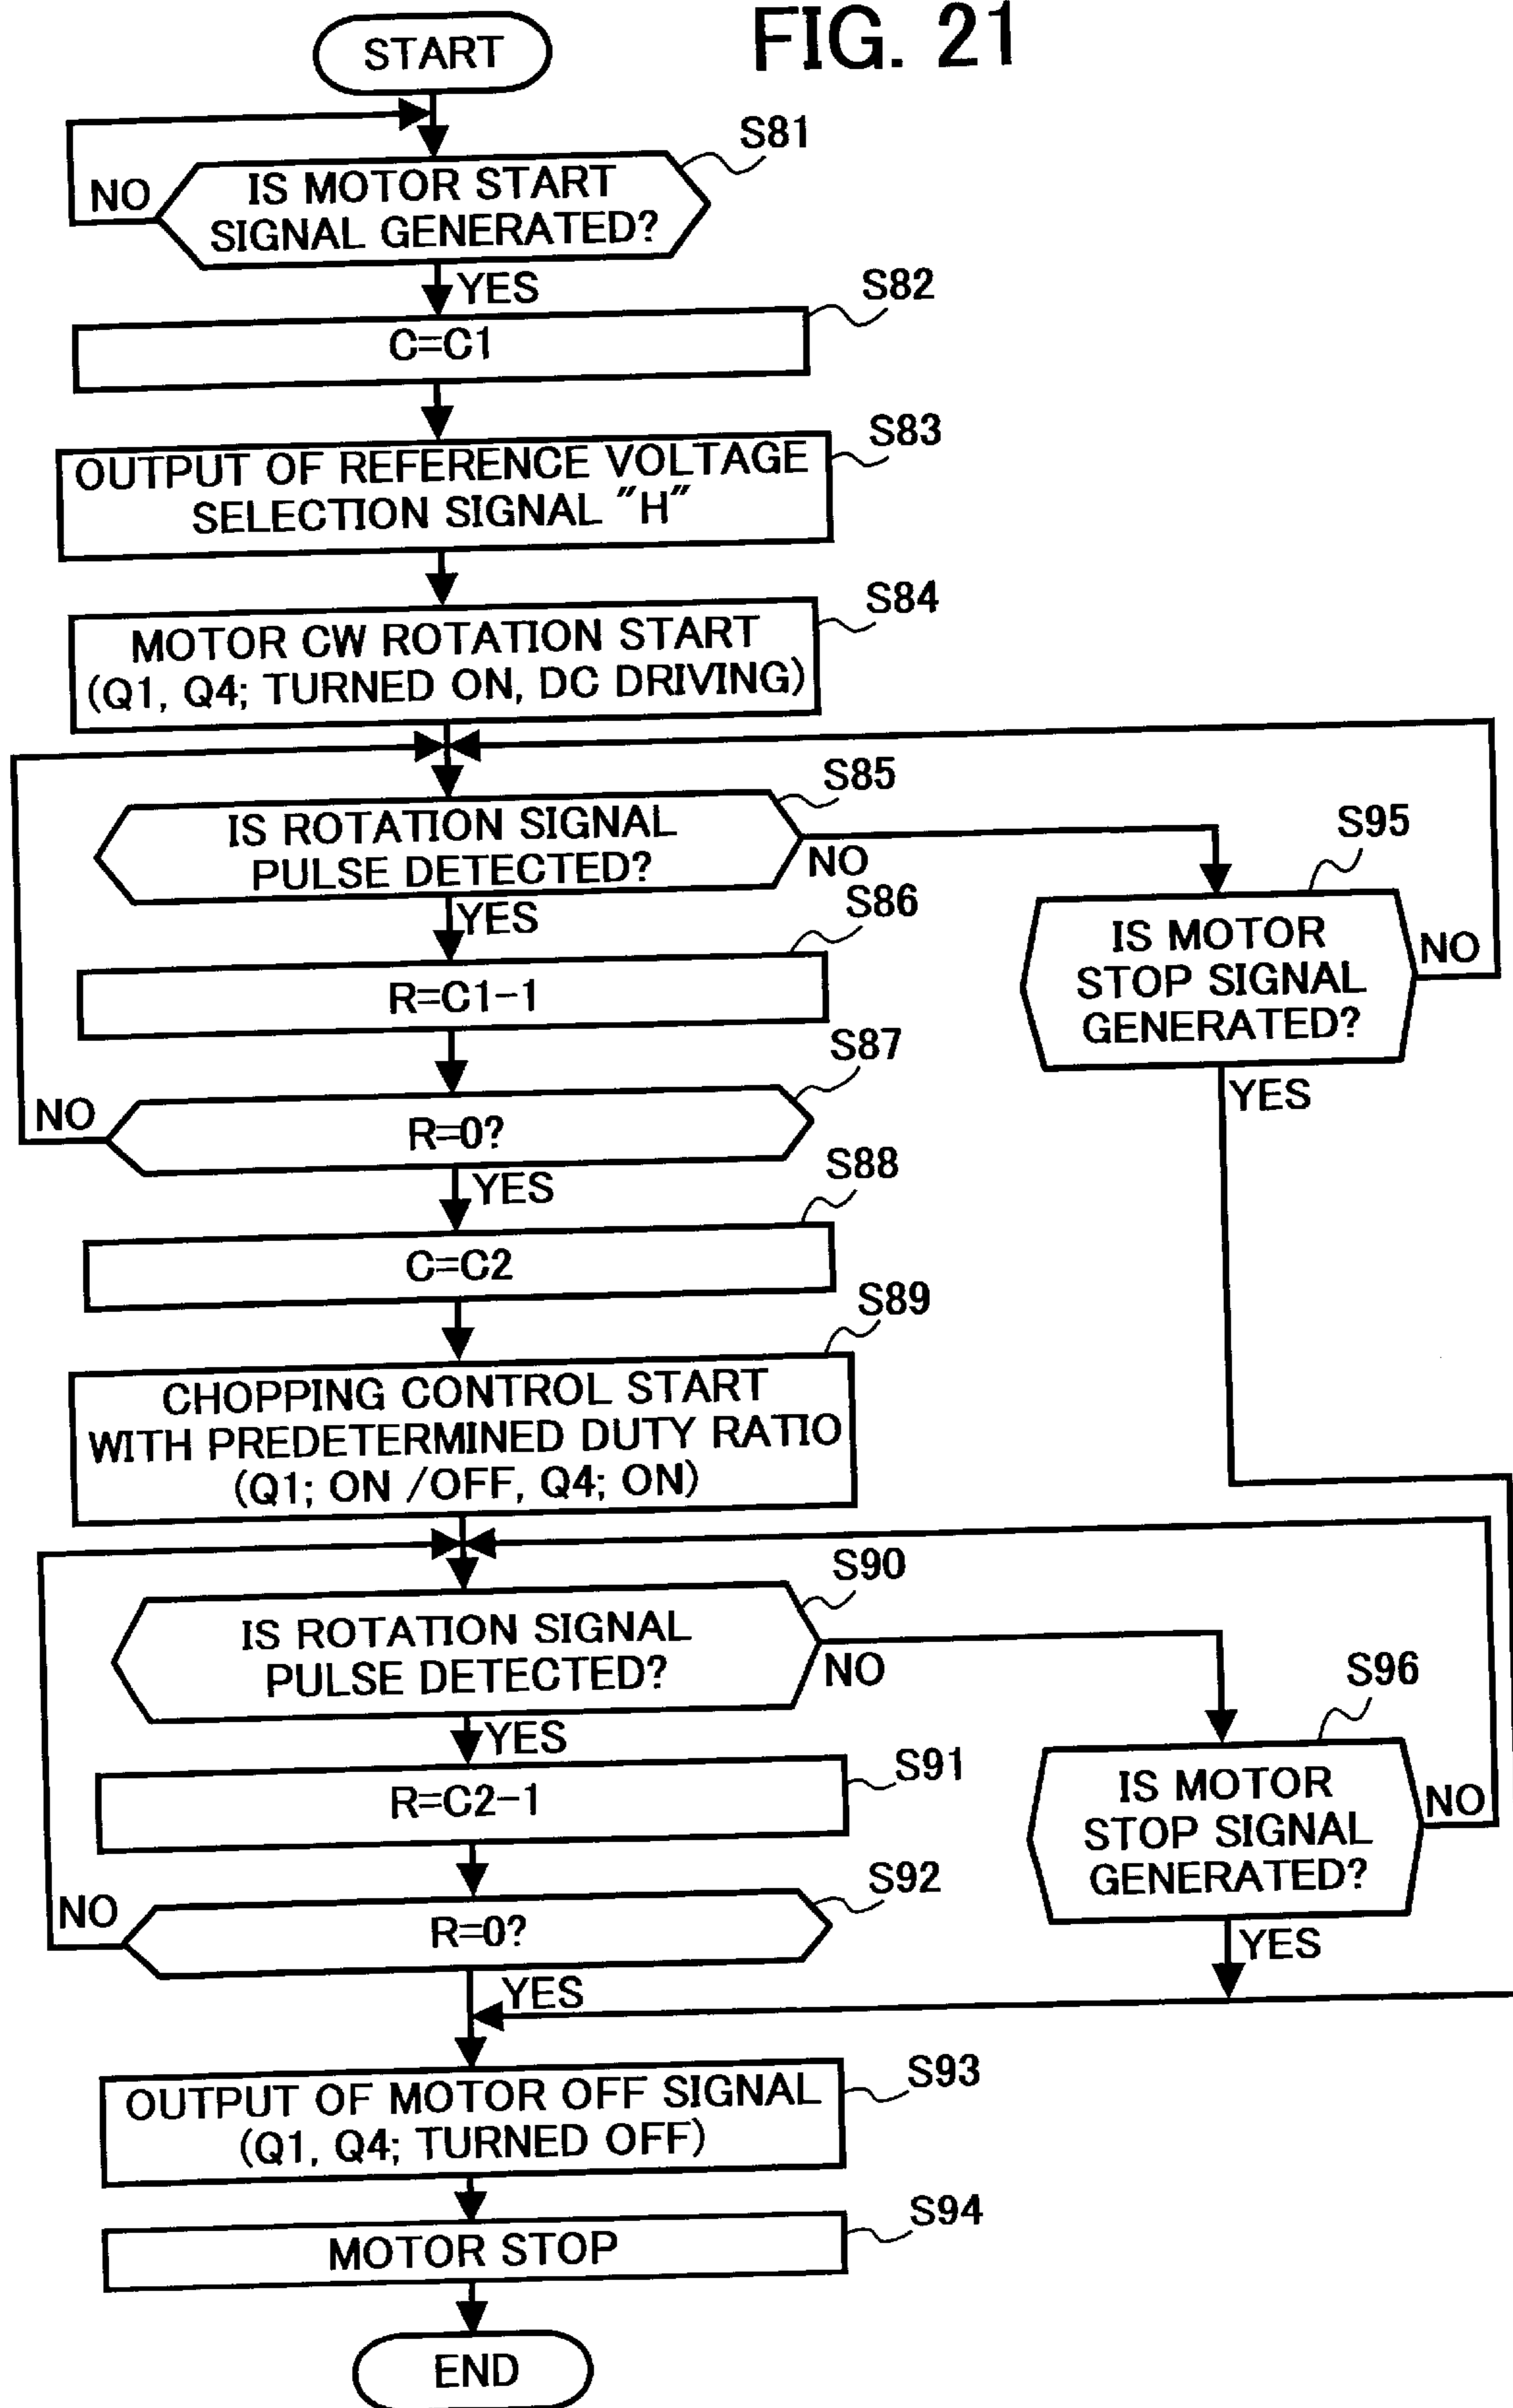 FIG. 21
START
S81
NO
IS MOTOR START
SIGNAL GENERATED?
YES
S82
C=C1
S83
OUTPUT OF REFERENCE VOLTAGE
SELECTION SIGNAL "H"
S84
MOTOR CW ROTATION START
(Q1, Q4; TURNED ON, DC DRIVING)
S85
IS ROTATION SIGNAL
PULSE DETECTED?
NO
S95
IS MOTOR
STOP SIGNAL
GENERATED?
NO
YES
YES
S86
R=C1-1
S87
NO
R=0?
YES
S88
C=C2
S89
CHOPPING CONTROL START
WITH PREDETERMINED DUTY RATIO
(Q1; ON /OFF, Q4; ON)
S90
IS ROTATION SIGNAL
PULSE DETECTED?
NO
S96
IS MOTOR
STOP SIGNAL
GENERATED?
NO
YES
YES
S91
R=C2-1
S92
NO
R=0?
YES
S93
OUTPUT OF MOTOR OFF SIGNAL
(Q1, Q4; TURNED OFF)
S94
MOTOR STOP
END